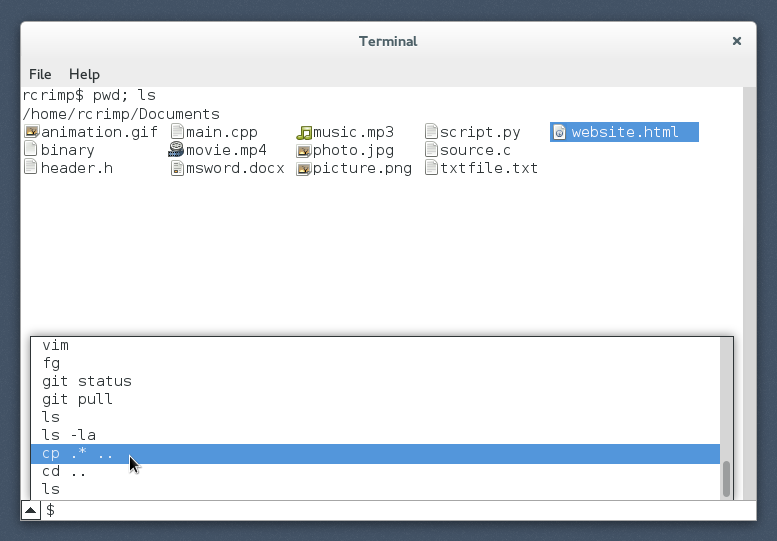 Terminal
File Help
rcrimp$ pwd; ls
/home/rcrimp/Documents
animation.gif main.cpp music.mp3 script.py website.html
binary movie.mp4 photo.jpg source.c
header.h msword.docx picture.png txtfile.txt
vim
fg
git status
git pull
ls
ls -la
cp .* ..
cd ..
ls
$